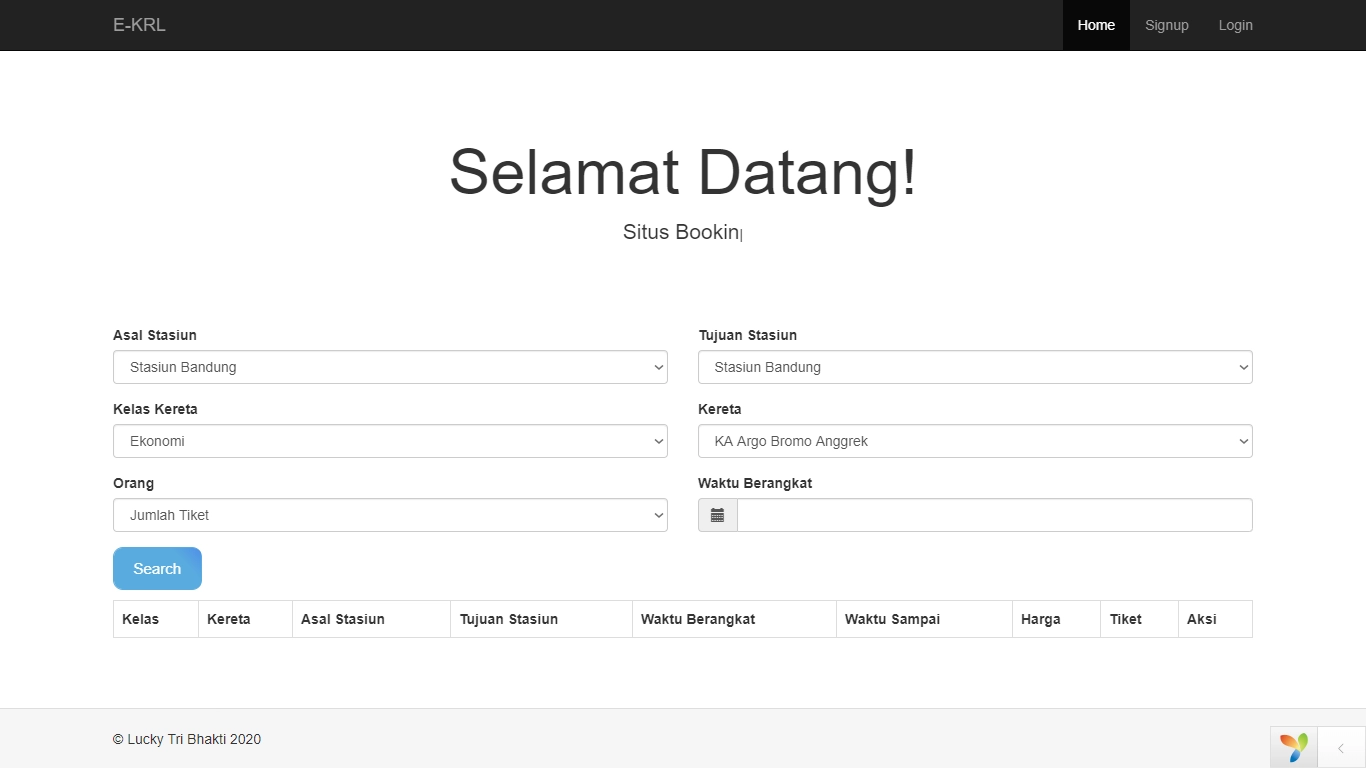 E-KRL Home Signup Login
Selamat Datang!
Situs Bookin|
Asal Stasiun Tujuan Stasiun
Stasiun Bandung Stasiun Bandung
Kelas Kereta Kereta
Ekonomi KA Argo Bromo Anggrek
Orang Waktu Berangkat
Jumlah Tiket
Search
Kelas Kereta Asal Stasiun Tujuan Stasiun Waktu Berangkat Waktu Sampai Harga Tiket Aksi
© Lucky Tri Bhakti 2020